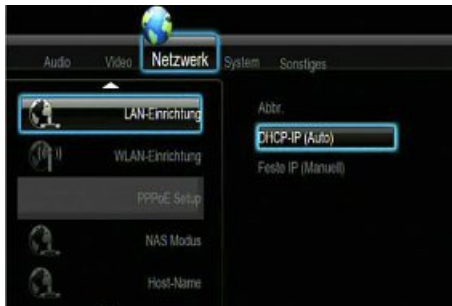 Audio Video Netzwerk System Sonstiges
LAN-Einrichtung
WLAN-Einrichtung
PPPoE Setup
NAS Modus
Host-Name
Abbr.
DHCP-IP (Auto)
Feste IP (Manuell)